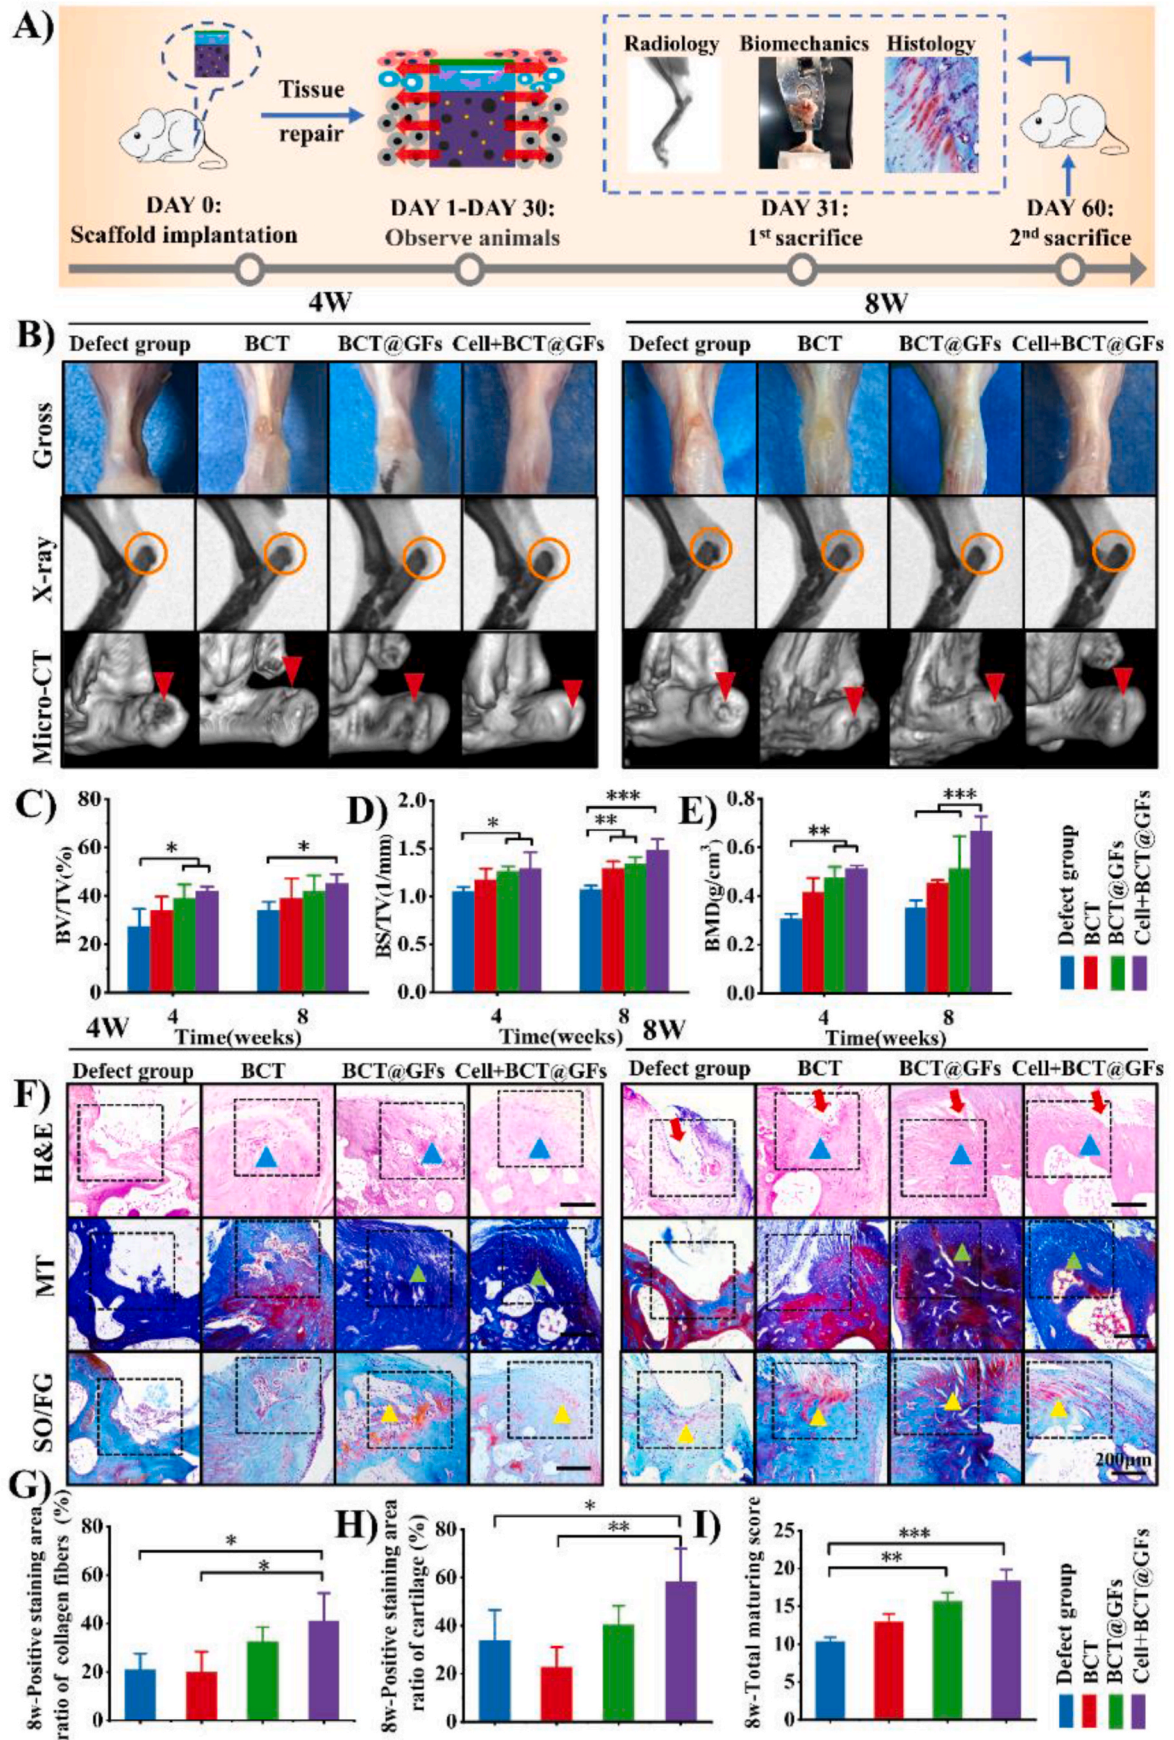 A)
Radiology Biomechanics Histology
Tissue
repair
DAY 0:
Scaffold implantation
DAY 1-DAY 30:
Observe animals
DAY 31:
1st sacrifice
DAY 60:
2nd sacrifice
4W 8W
B)
Defect group BCT BCT@GFs Cell+BCT@GFs Defect group BCT BCT@GFs Cell+BCT@GFs
Gross
X-ray
Micro-CT
C)
BV/TV(%)
80
60
40
20
0
* *
4 8
D)
BS/TV(1/mm)
2.0
1.5
1.0
0.5
0.0
* ** ***
4 8
E)
BMD(g/cm3)
0.8
0.6
0.4
0.2
0.0
** ***
4 8
Defect group
BCT
BCT@GFs
Cell+BCT@GFs
Time(weeks) Time(weeks) Time(weeks)
4W 8W
F)
Defect group BCT BCT@GFs Cell+BCT@GFs Defect group BCT BCT@GFs Cell+BCT@GFs
H&E
MT
SO/FG
200μm
G)
8w-Positive staining area
ratio of collagen fibers (%)
80
60
40
20
0
*
*
H)
8w-Positive staining area
ratio of cartilage (%)
80
60
40
20
0
*
**
I)
8w-Total maturing score
25
20
15
10
5
0
***
**
Defect group
BCT
BCT@GFs
Cell+BCT@GFs